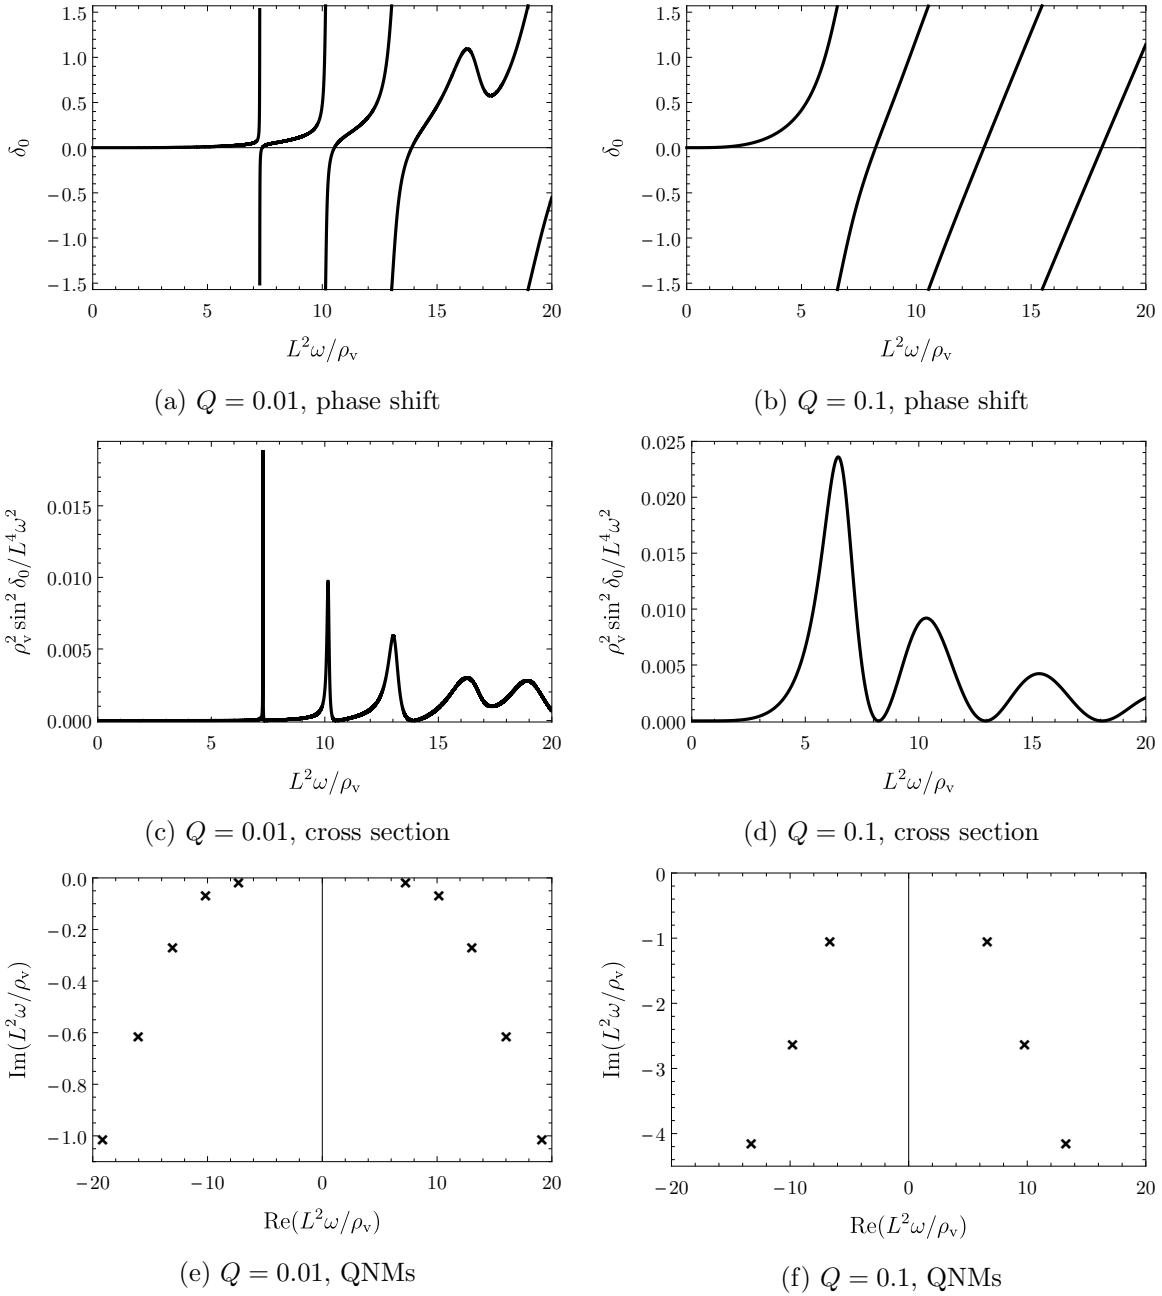 1.5
1.0
0.5
0.0
−0.5
−1.0
−1.5
δ₀
0 5 10 15 20
L²ω/ρᵥ
(a) Q = 0.01, phase shift
1.5
1.0
0.5
0.0
−0.5
−1.0
−1.5
δ₀
0 5 10 15 20
L²ω/ρᵥ
(b) Q = 0.1, phase shift
0.015
0.010
0.005
0.000
ρᵥ² sin² δ₀/L⁴ω²
0 5 10 15 20
L²ω/ρᵥ
(c) Q = 0.01, cross section
0.025
0.020
0.015
0.010
0.005
0.000
ρᵥ² sin² δ₀/L⁴ω²
0 5 10 15 20
L²ω/ρᵥ
(d) Q = 0.1, cross section
0.0
−0.2
−0.4
−0.6
−0.8
−1.0
Im(L²ω/ρᵥ)
−20 −10 0 10 20
Re(L²ω/ρᵥ)
(e) Q = 0.01, QNMs
0
−1
−2
−3
−4
Im(L²ω/ρᵥ)
−20 −10 0 10 20
Re(L²ω/ρᵥ)
(f) Q = 0.1, QNMs